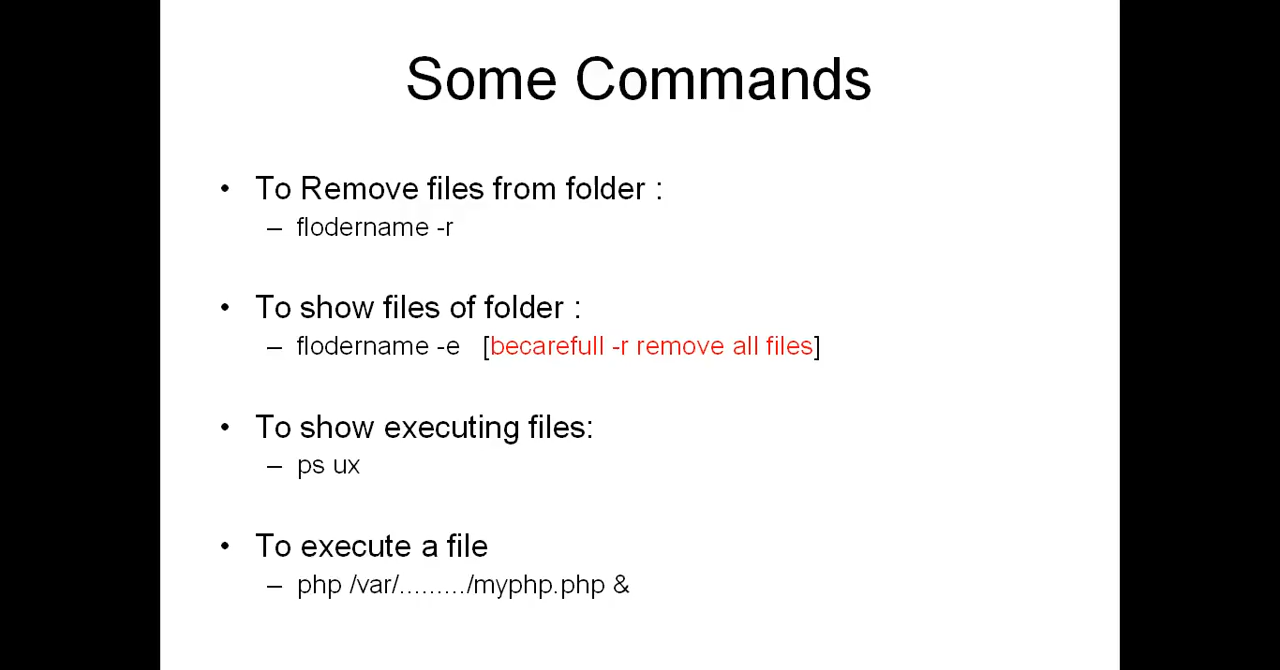 Some Commands
• To Remove files from folder :
– flodername -r
• To show files of folder :
– flodername -e [becarefull -r remove all files]
• To show executing files:
– ps ux
• To execute a file
– php /var/........./myphp.php &